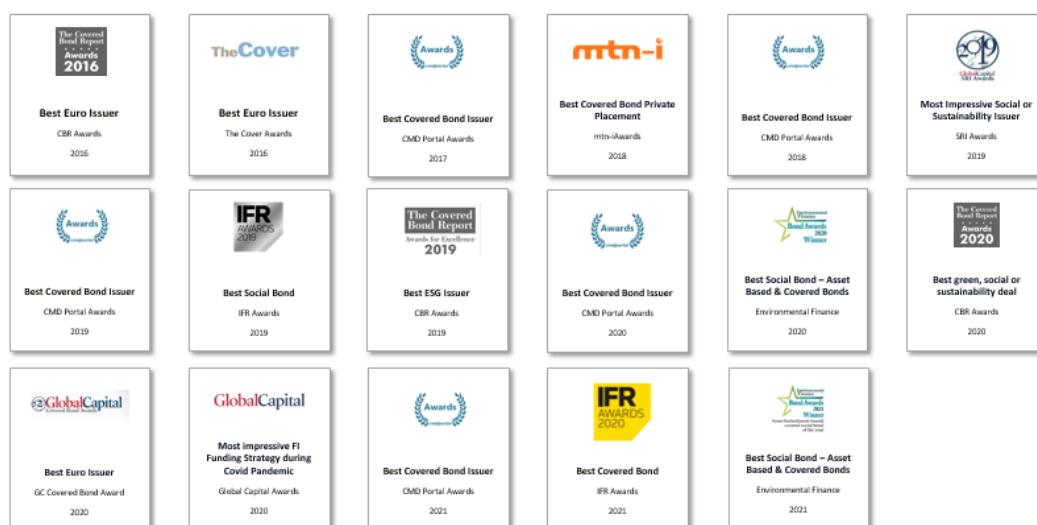 The Covered
Bond Report
Awards
2016
Best Euro Issuer
CBR Awards
2016
TheCover
Best Euro Issuer
The Cover Awards
2016
Awards
Best Covered Bond Issuer
CMD Portal Awards
2017
mtn-i
Best Covered Bond Private
Placement
mtn-iAwards
2018
Awards
Best Covered Bond Issuer
CMD Portal Awards
2018
2019
GlobalCapital
SRI Awards
Most Impressive Social or
Sustainability Issuer
SRI Awards
2019
Awards
Best Covered Bond Issuer
CMD Portal Awards
2019
IFR
AWARDS
2019
Best Social Bond
IFR Awards
2019
The Covered
Bond Report
Awards for Excellence
2019
Best ESG Issuer
CBR Awards
2019
Awards
Best Covered Bond Issuer
CMD Portal Awards
2020
Environmental
Finance
Bond Awards
2020
Winner
Best Social Bond – Asset
Based & Covered Bonds
Environmental Finance
2020
The Covered
Bond Report
Awards
2020
Best green, social or
sustainability deal
CBR Awards
2020
GlobalCapital
Covered Bond Awards
Best Euro Issuer
GC Covered Bond Award
2020
GlobalCapital
Most impressive FI
Funding Strategy during
Covid Pandemic
Global Capital Awards
2020
Awards
Best Covered Bond Issuer
CMD Portal Awards
2021
IFR
AWARDS
2020
Best Covered Bond
IFR Awards
2021
Environmental
Finance
Bond Awards
2021
Winner
Best Social Bond – Asset
Based & Covered Bonds
Environmental Finance
2021